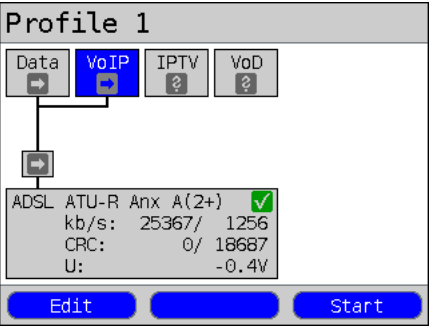 Profile 1
Data VoIP IPTV VoD
ADSL ATU-R Anx A(2+)
kb/s: 25367/ 1256
CRC: 0/ 18687
U: -0.4V
Edit Start